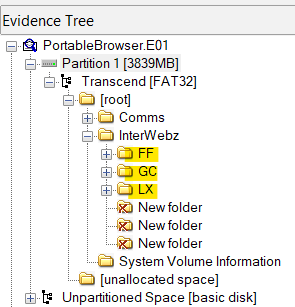 Evidence Tree
PortableBrowser.E01
Partition 1 [3839MB]
Transcend [FAT32]
[root]
Comms
InterWebz
FF
GC
LX
New folder
New folder
New folder
System Volume Information
[unallocated space]
Unpartitioned Space [basic disk]